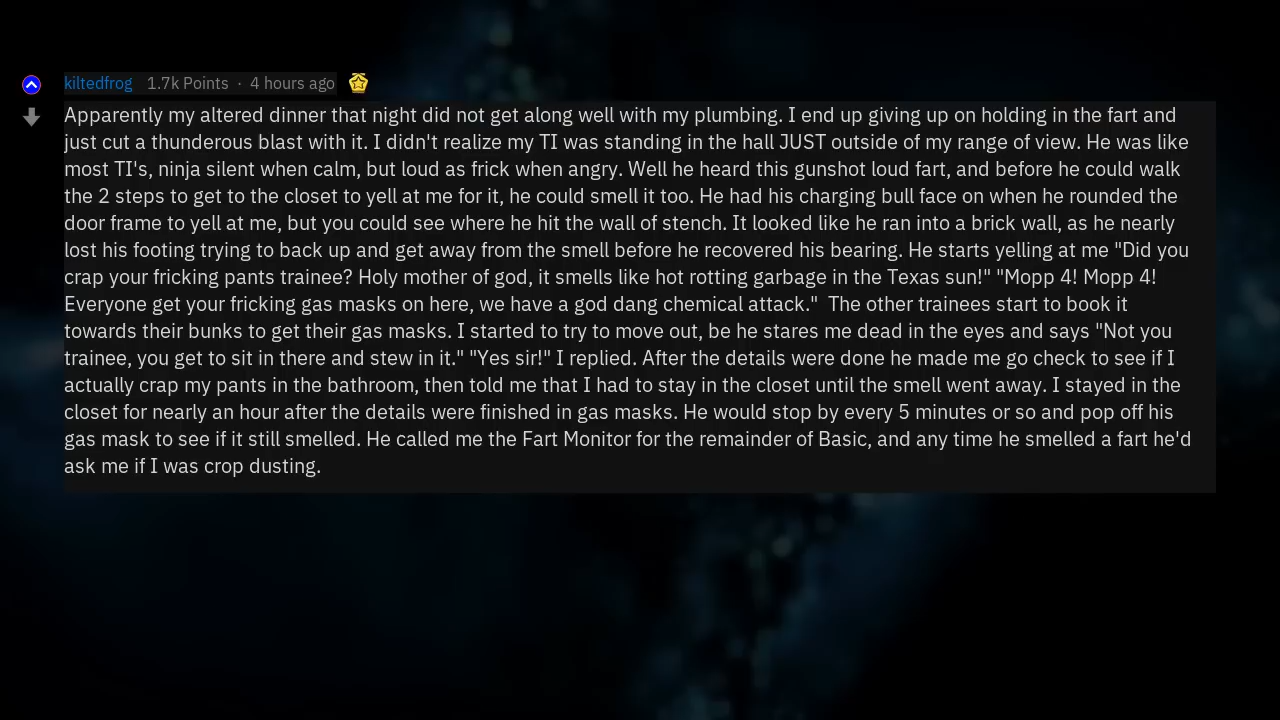 kiltedfrog 1.7k Points · 4 hours ago
Apparently my altered dinner that night did not get along well with my plumbing. I end up giving up on holding in the fart and
just cut a thunderous blast with it. I didn't realize my TI was standing in the hall JUST outside of my range of view. He was like
most TI's, ninja silent when calm, but loud as frick when angry. Well he heard this gunshot loud fart, and before he could walk
the 2 steps to get to the closet to yell at me for it, he could smell it too. He had his charging bull face on when he rounded the
door frame to yell at me, but you could see where he hit the wall of stench. It looked like he ran into a brick wall, as he nearly
lost his footing trying to back up and get away from the smell before he recovered his bearing. He starts yelling at me "Did you
crap your fricking pants trainee? Holy mother of god, it smells like hot rotting garbage in the Texas sun!" "Mopp 4! Mopp 4!
Everyone get your fricking gas masks on here, we have a god dang chemical attack."  The other trainees start to book it
towards their bunks to get their gas masks. I started to try to move out, be he stares me dead in the eyes and says "Not you
trainee, you get to sit in there and stew in it." "Yes sir!" I replied. After the details were done he made me go check to see if I
actually crap my pants in the bathroom, then told me that I had to stay in the closet until the smell went away. I stayed in the
closet for nearly an hour after the details were finished in gas masks. He would stop by every 5 minutes or so and pop off his
gas mask to see if it still smelled. He called me the Fart Monitor for the remainder of Basic, and any time he smelled a fart he'd
ask me if I was crop dusting.